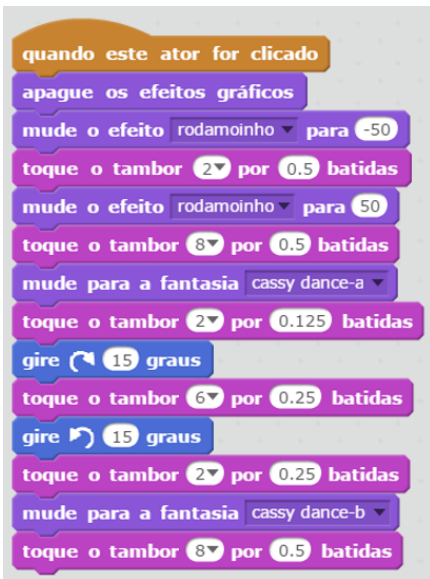 quando este ator for clicado
apague os efeitos gráficos
mude o efeito rodamoinho para -50
toque o tambor 2 por 0.5 batidas
mude o efeito rodamoinho para 50
toque o tambor 8 por 0.5 batidas
mude para a fantasia cassy dance-a
toque o tambor 2 por 0.125 batidas
gire 15 graus
toque o tambor 6 por 0.25 batidas
gire 15 graus
toque o tambor 2 por 0.25 batidas
mude para a fantasia cassy dance-b
toque o tambor 8 por 0.5 batidas